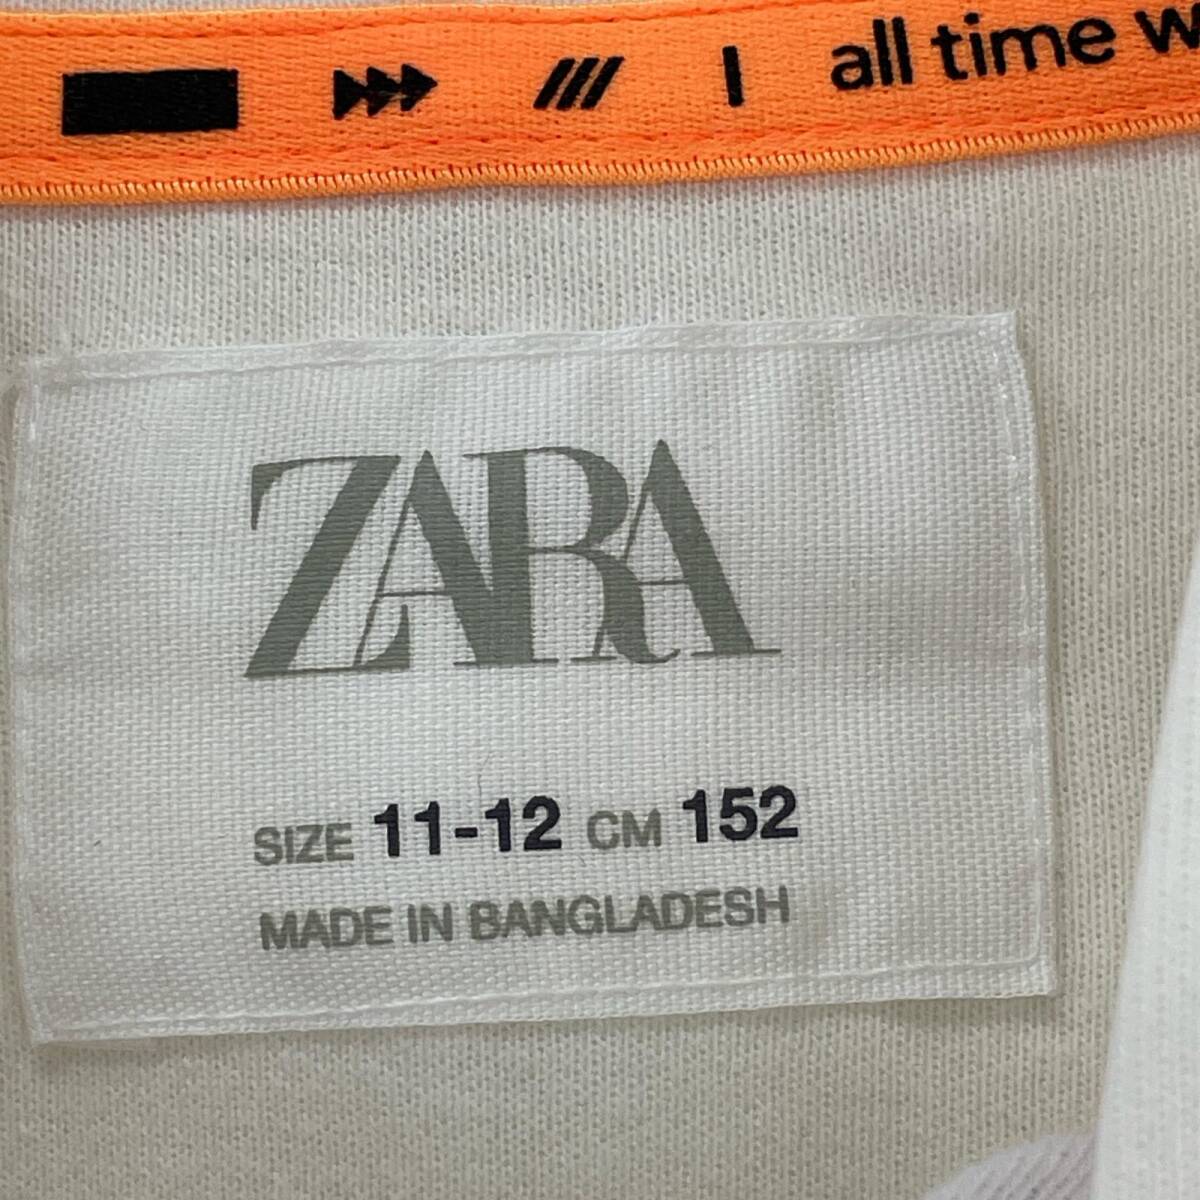 all time w
ZARA
SIZE 11-12 CM 152
MADE IN BANGLADESH